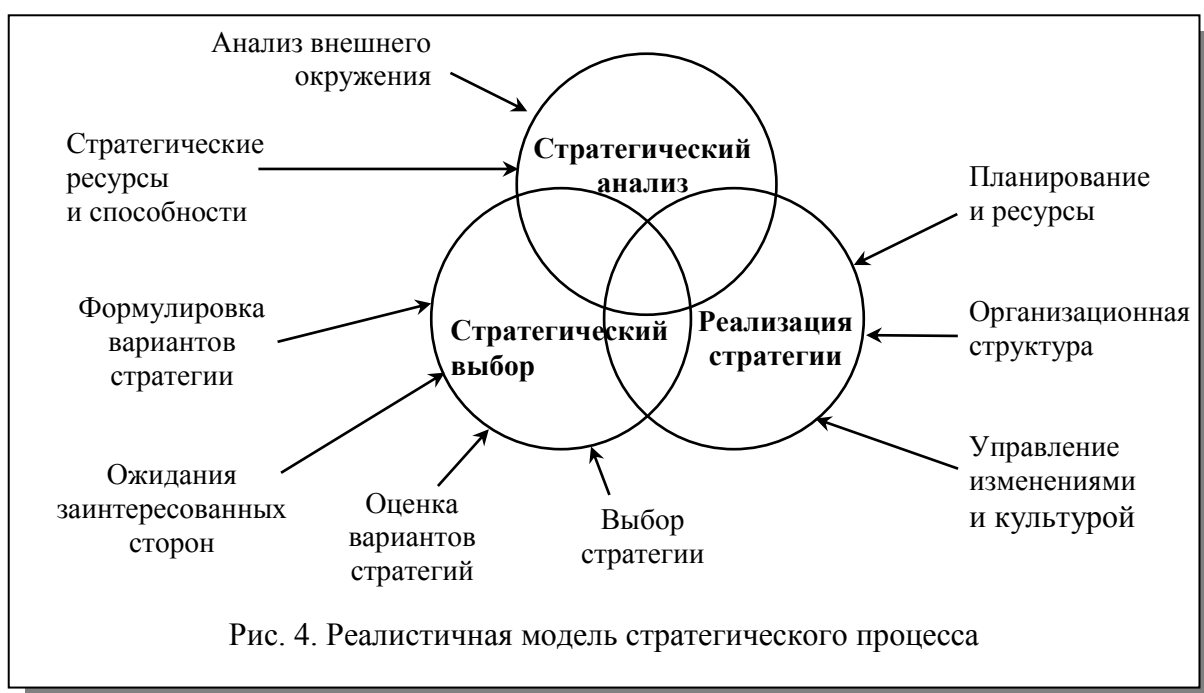 Анализ внешнего
окружения
Стратегические
ресурсы
и способности
Стратегический
анализ
Планирование
и ресурсы
Формулировка
вариантов
стратегии
Стратегический
выбор
Реализация
стратегии
Организационная
структура
Ожидания
заинтересованных
сторон
Оценка
вариантов
стратегий
Выбор
стратегии
Управление
изменениями
и культурой
Рис. 4. Реалистичная модель стратегического процесса